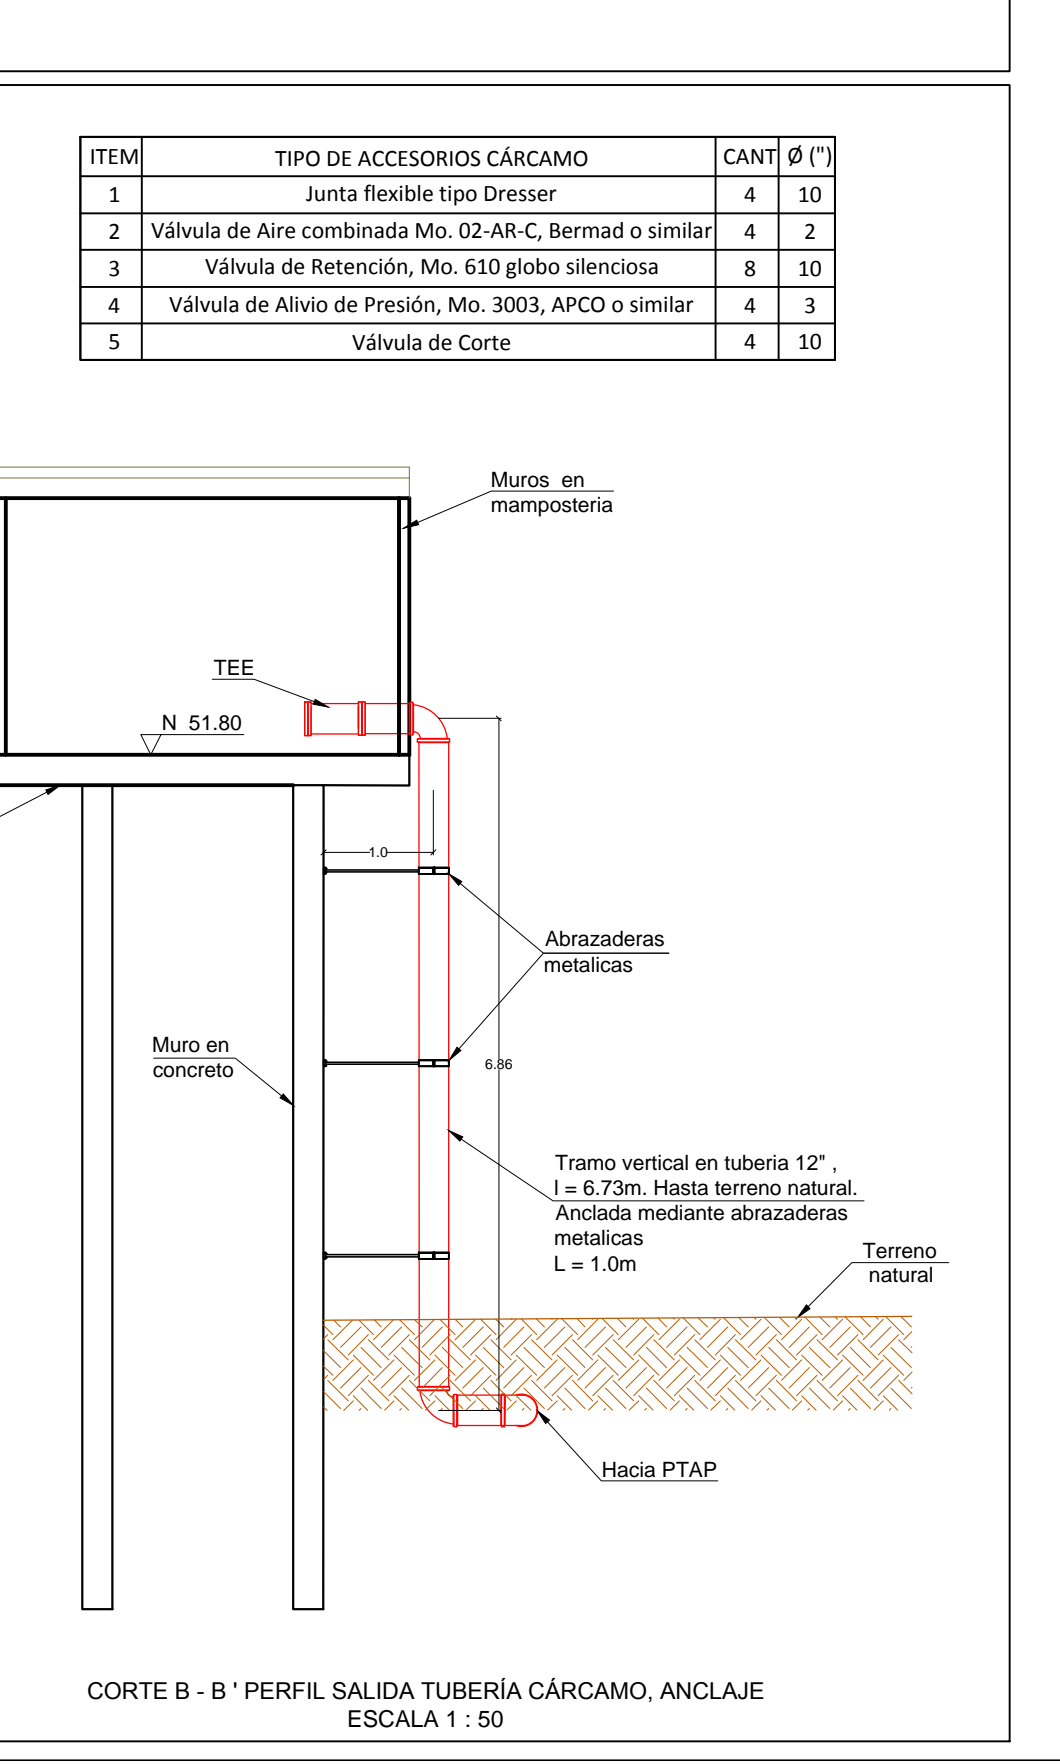 ITEM TIPO DE ACCESORIOS CÁRCAMO CANT Ø (")
1 Junta flexible tipo Dresser 4 10
2 Válvula de Aire combinada Mo. 02-AR-C, Bermad o similar 4 2
3 Válvula de Retención, Mo. 610 globo silenciosa 8 10
4 Válvula de Alivio de Presión, Mo. 3003, APCO o similar 4 3
5 Válvula de Corte 4 10
Muros en
mamposteria
TEE
N 51.80
1.0
Abrazaderas
metalicas
Muro en
concreto
6.86
Tramo vertical en tuberia 12" ,
l = 6.73m. Hasta terreno natural.
Anclada mediante abrazaderas
metalicas
L = 1.0m
Terreno
natural
Hacia PTAP
CORTE B - B ' PERFIL SALIDA TUBERÍA CÁRCAMO, ANCLAJE
ESCALA 1 : 50